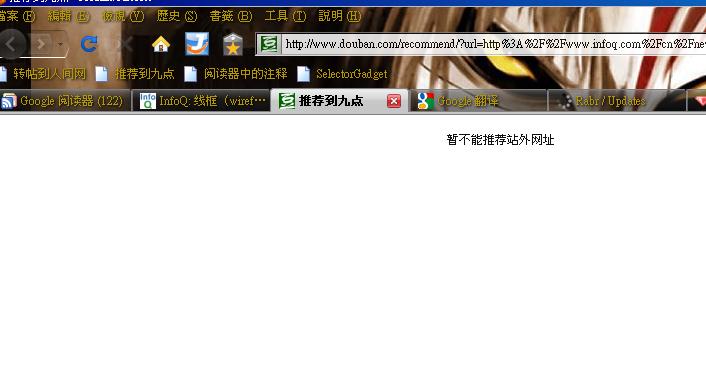 檔案 (F) 編輯 (E) 檢視 (V) 歷史 (S) 書籤 (B) 工具 (T) 說明 (H)
http://www.douban.com/recommend/?url=http%3A%2F%2Fwww.infoq.com%2Fcn%2Fnew
转帖到人间网 推荐到九点 阅读器中的注释 SelectorGadget
Google 阅读器 (122) InfoQ: 线框（wiref… 推荐到九点 Google 翻译 Rabr / Updates
暂不能推荐站外网址